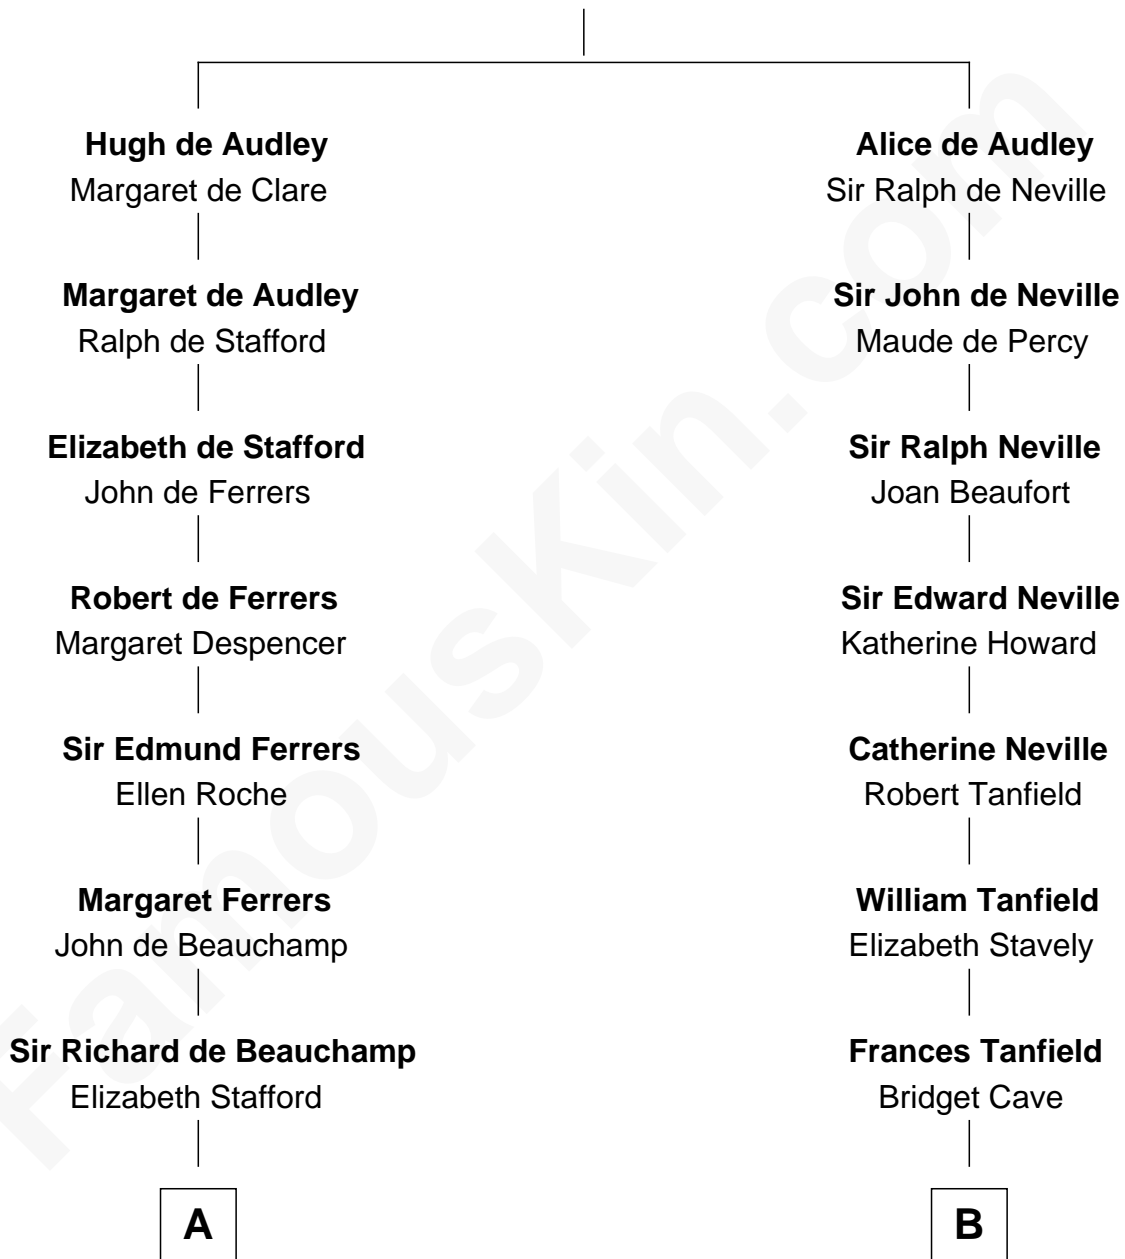 Hugh de Audley
Margaret de Clare
Margaret de Audley
Ralph de Stafford
Elizabeth de Stafford
John de Ferrers
Robert de Ferrers
Margaret Despencer
Sir Edmund Ferrers
Ellen Roche
Margaret Ferrers
John de Beauchamp
Sir Richard de Beauchamp
Elizabeth Stafford
A
Alice de Audley
Sir Ralph de Neville
Sir John de Neville
Maude de Percy
Sir Ralph Neville
Joan Beaufort
Sir Edward Neville
Katherine Howard
Catherine Neville
Robert Tanfield
William Tanfield
Elizabeth Stavely
Frances Tanfield
Bridget Cave
B
FamousKin.com